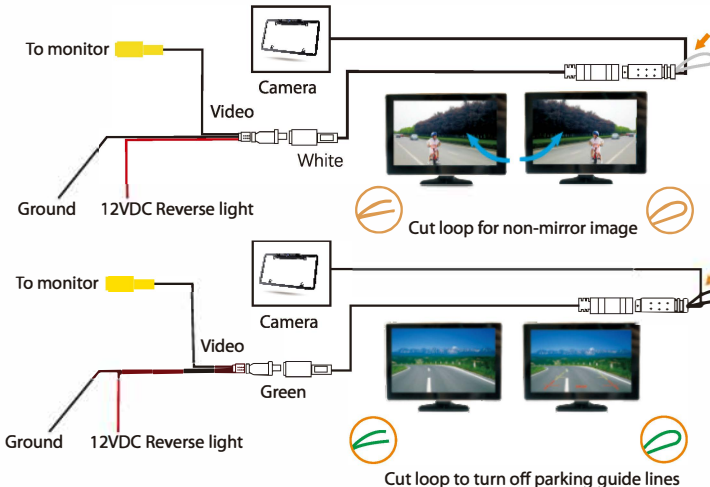 To monitor
Camera
Video
White
Ground
12VDC Reverse light
Cut loop for non-mirror image
To monitor
Camera
Video
Green
Ground
12VDC Reverse light
Cut loop to turn off parking guide lines